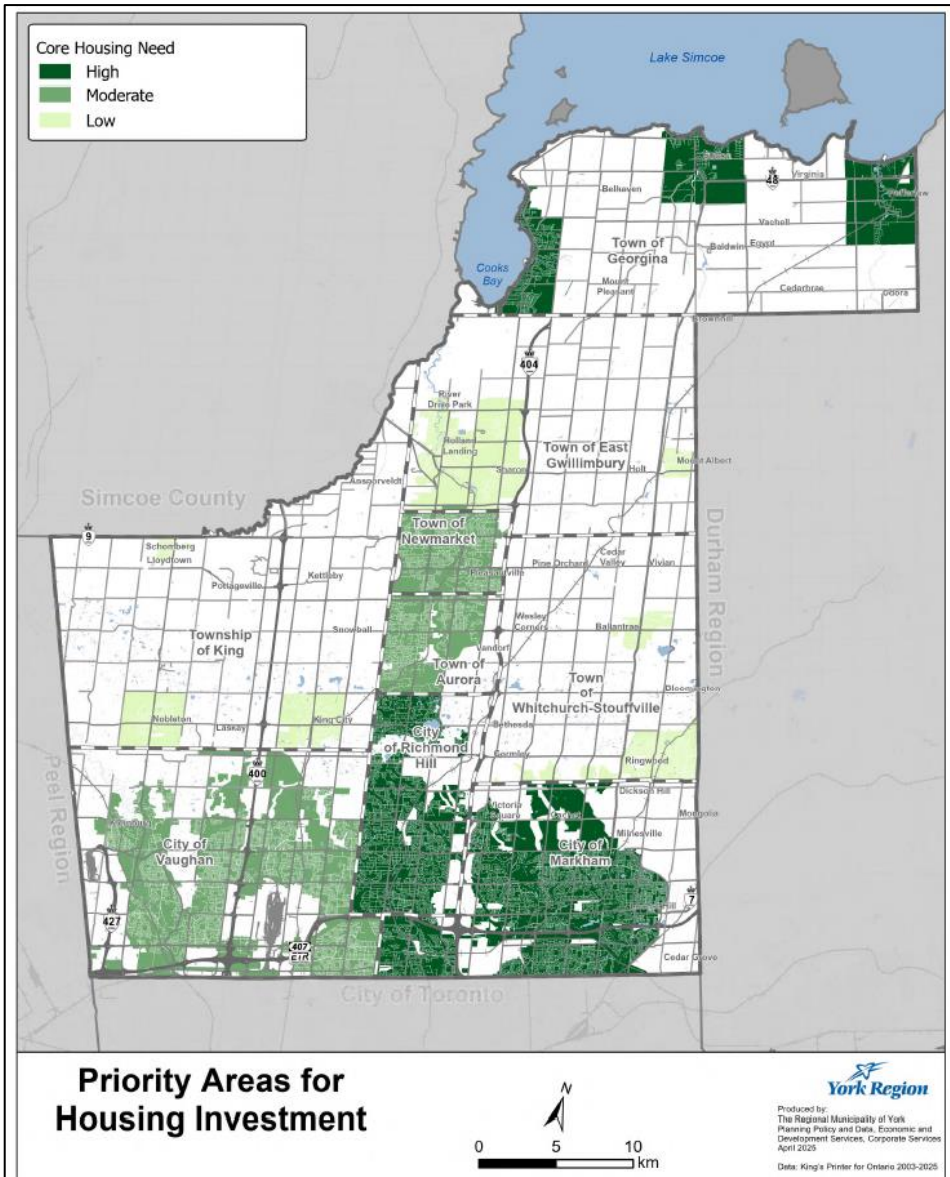 Core Housing Need
High
Moderate
Low
Lake Simcoe
48
Virginia
Belhaven
Vachell
Town of
Georgina
Baldwin
Egypt
Cooks
Bay
Mount
Pleasant
Cedarbrae
Udora
Brownhill
404
River
Drive Park
Holland
Landing
Town of East
Gwillimbury
Sharon
Holt
Mount Albert
Ansnorveldt
Simcoe County
Durham Region
9
Town of
Newmarket
Schomberg
Lloydtown
Pottageville
Kettleby
Pleasantville
Pine Orchard
Cedar
Valley
Vivian
Wesley
Corners
Ballantrae
Township
of King
Snowball
Vandorf
Town of
Aurora
Town
of
Whitchurch-Stouffville
Bloomington
Nobleton
Laskay
King City
Bethesda
City
of Richmond
Hill
Gormley
Ringwood
Peel Region
400
Dickson Hill
Victoria
Square
Mongolia
Milnesville
Kleinburg
City of
Vaughan
City of
Markham
7
427
407
ETR
Cedar Grove
City of Toronto
Priority Areas for
Housing Investment
N
0 5 10
km
York Region
Produced by:
The Regional Municipality of York
Planning Policy and Data, Economic and
Development Services, Corporate Services
April 2025
Data: King's Printer for Ontario 2003-2025